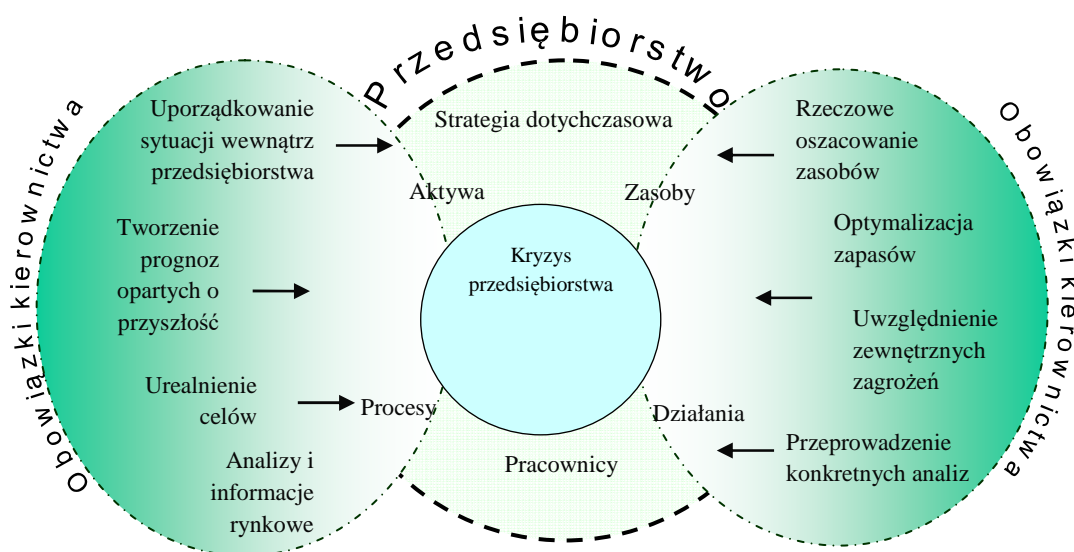 Przedsiębiorstwo
Obowiązki kierownictwa
Uporządkowanie
sytuacji wewnątrz
przedsiębiorstwa
Tworzenie
prognoz
opartych o
przyszłość
Urealnienie
celów
Analizy i
informacje
rynkowe
Strategia dotychczasowa
Aktywa
Zasoby
Kryzys
przedsiębiorstwa
Procesy
Działania
Pracownicy
Rzeczowe
oszacowanie
zasobów
Optymalizacja
zapasów
Uwzględnienie
zewnętrznych
zagrożeń
Przeprowadzenie
konkretnych analiz
Obowiązki kierownictwa